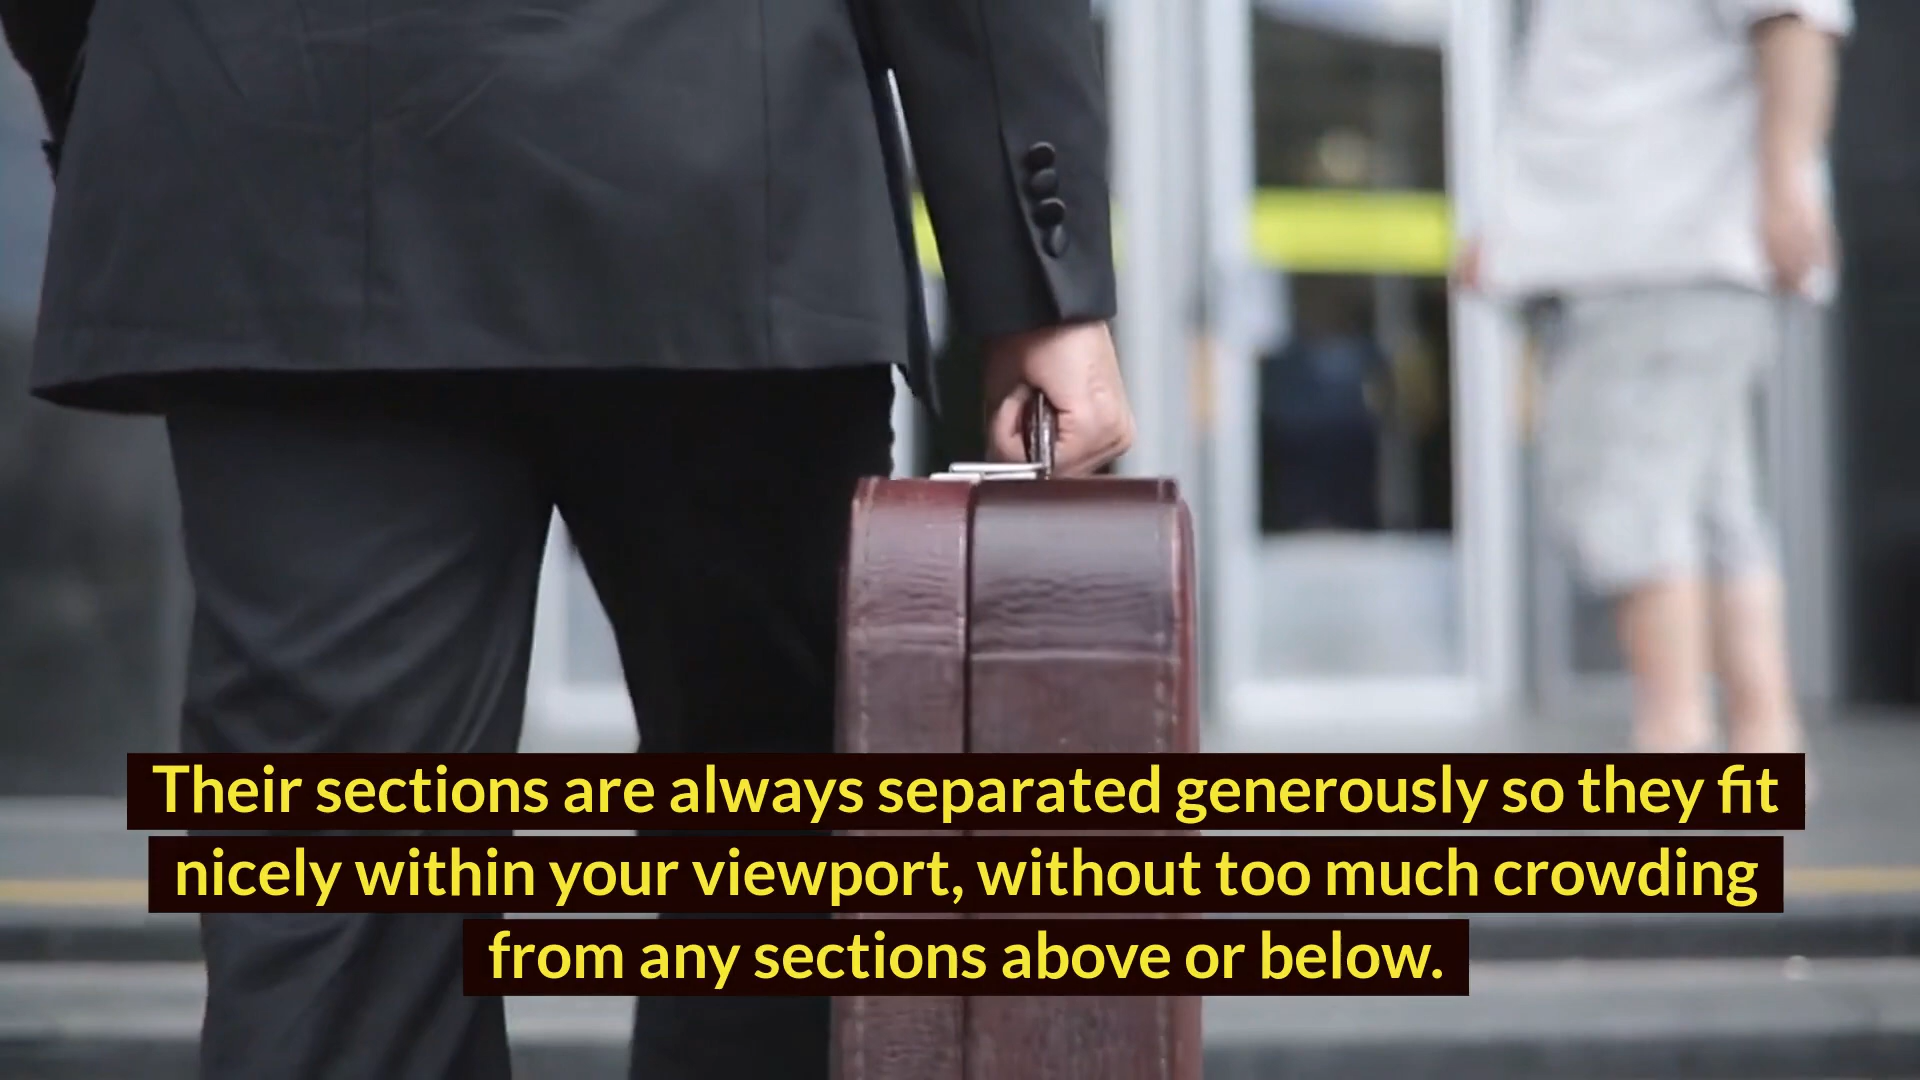 Their sections are always separated generously so they fit
nicely within your viewport, without too much crowding
from any sections above or below.